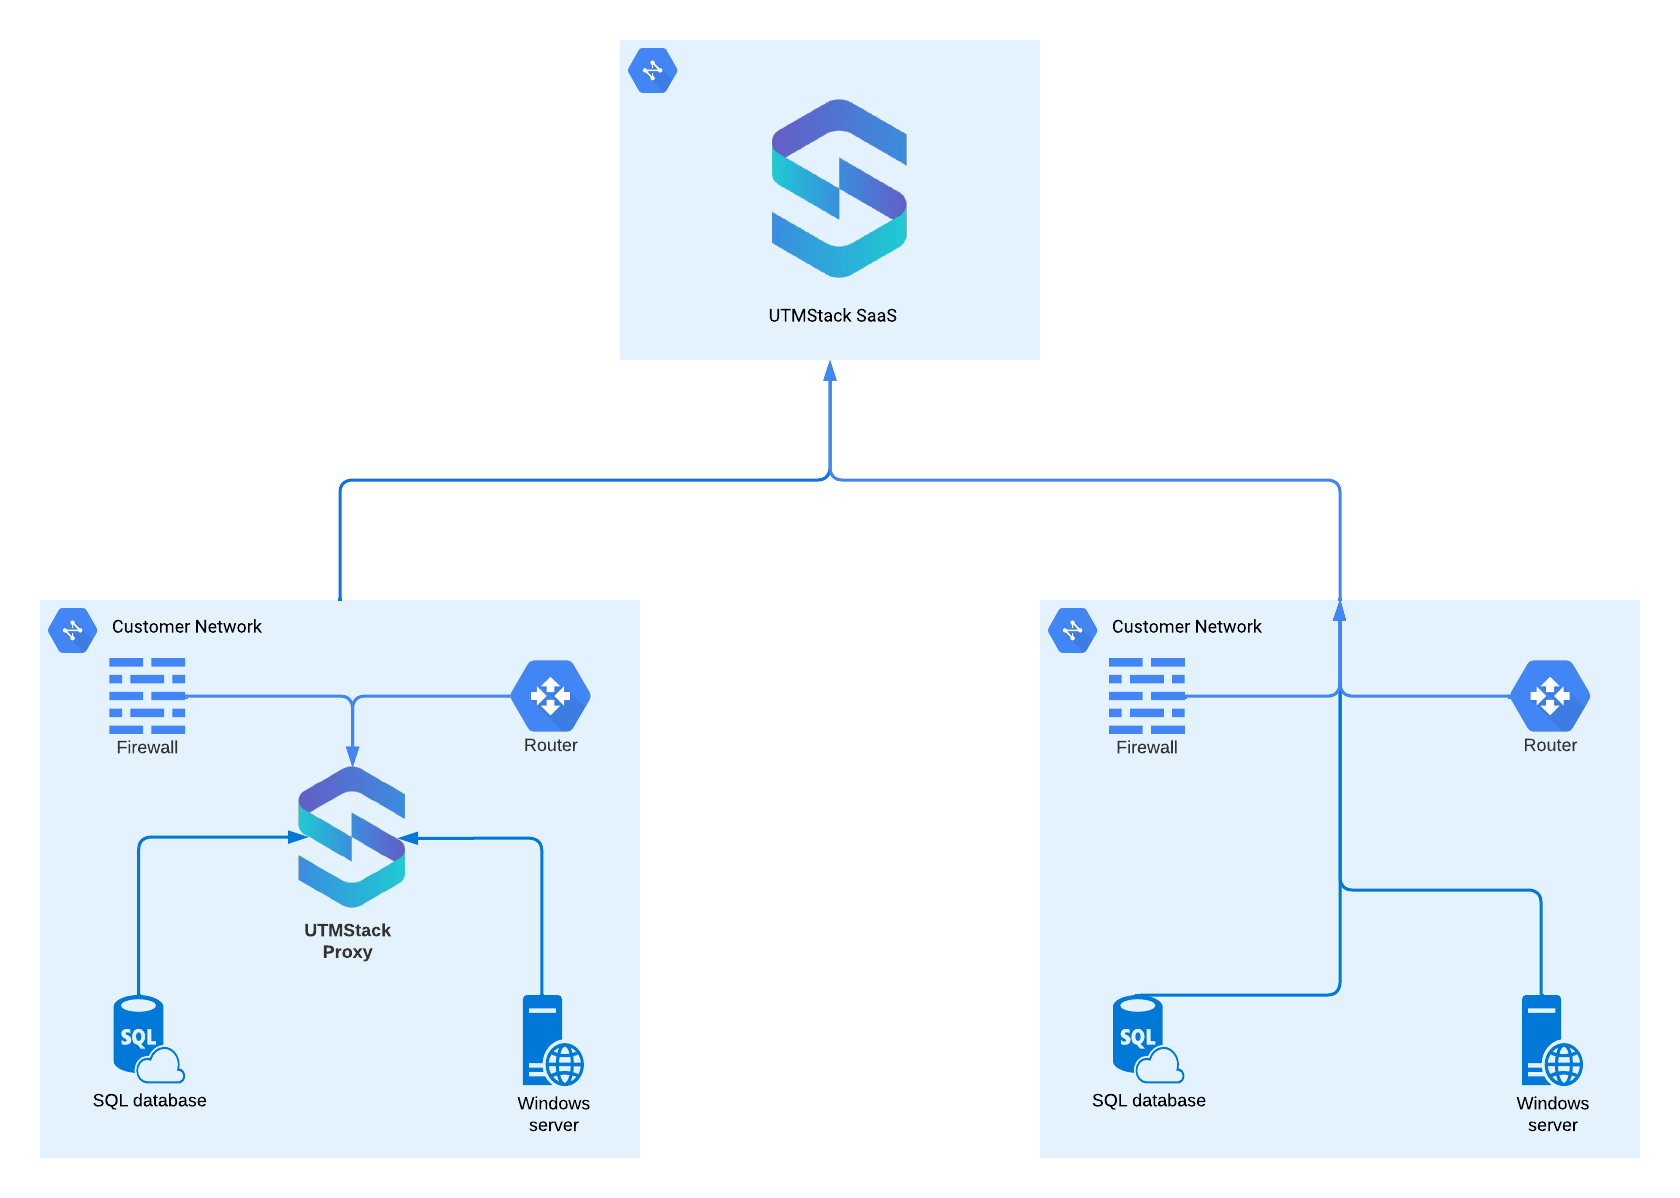 UTMStack SaaS
Customer Network
Firewall
Router
UTMStack
Proxy
SQL
SQL database
Windows
server
Customer Network
Firewall
Router
SQL
SQL database
Windows
server